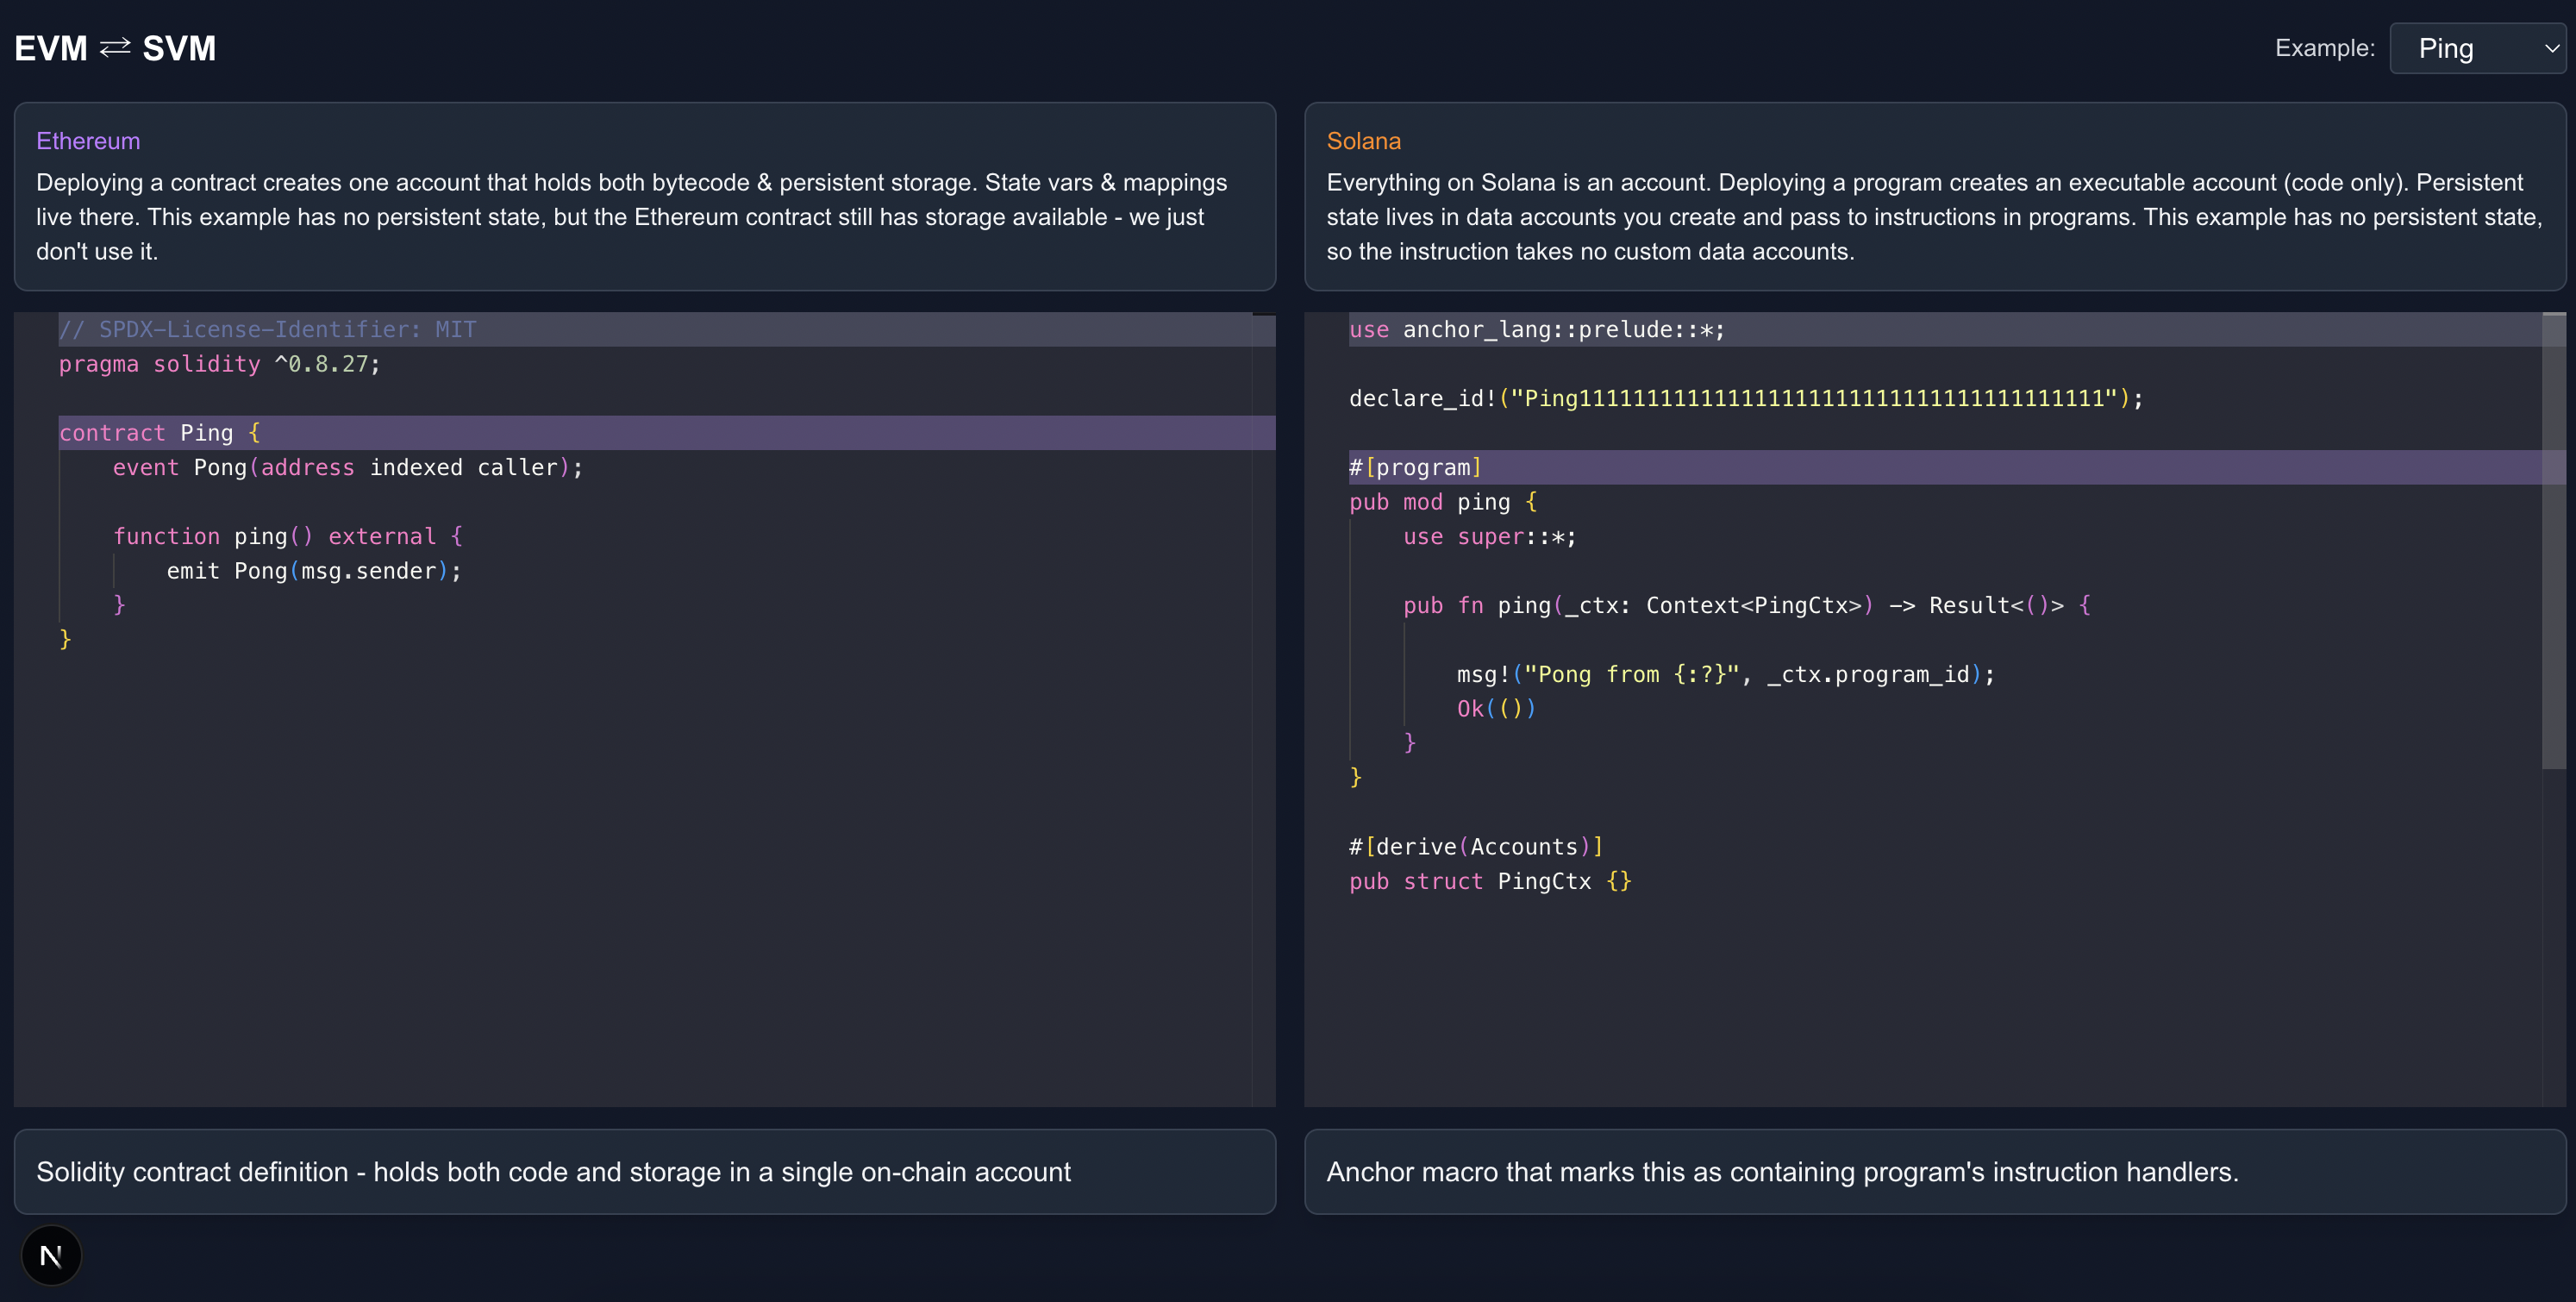 EVM ⇄ SVM
Example: Ping
Ethereum
Deploying a contract creates one account that holds both bytecode & persistent storage. State vars & mappings
live there. This example has no persistent state, but the Ethereum contract still has storage available - we just
don't use it.
Solana
Everything on Solana is an account. Deploying a program creates an executable account (code only). Persistent
state lives in data accounts you create and pass to instructions in programs. This example has no persistent state,
so the instruction takes no custom data accounts.
// SPDX-License-Identifier: MIT
pragma solidity ^0.8.27;
contract Ping {
    event Pong(address indexed caller);
    function ping() external {
        emit Pong(msg.sender);
    }
}
use anchor_lang::prelude::*;
declare_id!("Ping111111111111111111111111111111111111111");
#[program]
pub mod ping {
    use super::*;
    pub fn ping(_ctx: Context<PingCtx>) -> Result<()> {
        msg!("Pong from {:?}", _ctx.program_id);
        Ok(())
    }
}
#[derive(Accounts)]
pub struct PingCtx {}
Solidity contract definition - holds both code and storage in a single on-chain account
Anchor macro that marks this as containing program's instruction handlers.
N